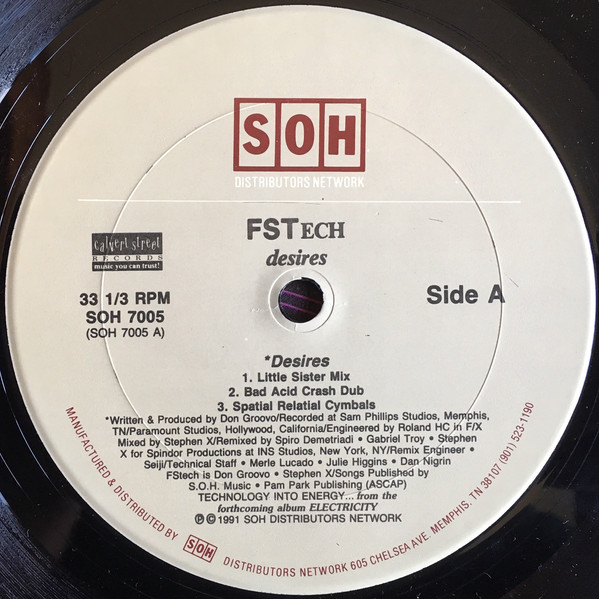 SOH
DISTRIBUTORS NETWORK
FSTECH
desires
calvert street
RECORDS
music you can trust!
33 1/3 RPM
SOH 7005
(SOH 7005 A)
Side A
*Desires
1. Little Sister Mix
2. Bad Acid Crash Dub
3. Spatial Relatial Cymbals
*Written & Produced by Don Groovo/Recorded at Sam Phillips Studios, Memphis,
TN/Paramount Studios, Hollywood, California/Engineered by Roland HC in F/X
Mixed by Stephen X/Remixed by Spiro Demetriadi • Gabriel Troy • Stephen
X for Spindor Productions at INS Studios, New York, NY/Remix Engineer •
Seiji/Technical Staff • Merle Lucado • Julie Higgins • Dan Nigrin
FStech is Don Groovo • Stephen X/Songs Published by
S.O.H. Music • Pam Park Publishing (ASCAP)
TECHNOLOGY INTO ENERGY... from the
forthcoming album ELECTRICITY
℗ © 1991 SOH DISTRIBUTORS NETWORK
MANUFACTURED & DISTRIBUTED BY SOH DISTRIBUTORS NETWORK 605 CHELSEA AVE. MEMPHIS, TN 38107 (901) 523-1190